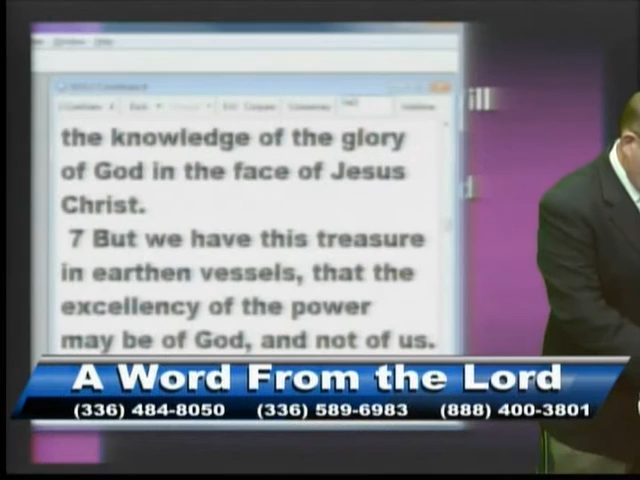 ill
the knowledge of the glory
of God in the face of Jesus
Christ.
7 But we have this treasure
in earthen vessels, that the
excellency of the power
may be of God, and not of us.
A Word From the Lord
(336) 484-8050 (336) 589-6983 (888) 400-3801